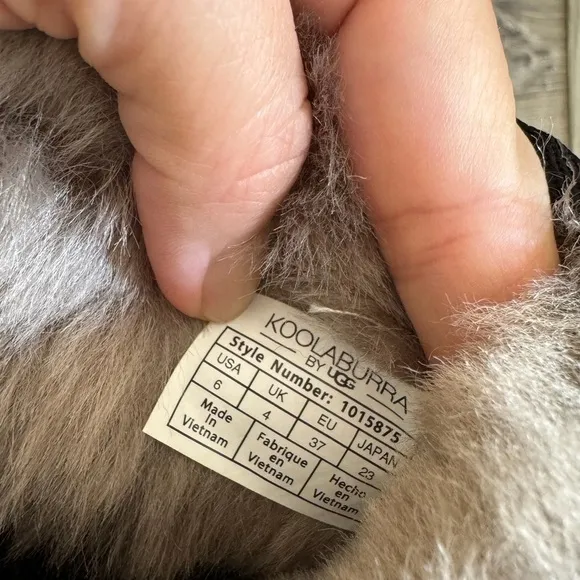 KOOLABURRA
BY UGG
Style Number: 1015875
USA UK EU JAPAN
6 4 37 23
Made in Vietnam
Fabrique en Vietnam
Hecho en Vietnam